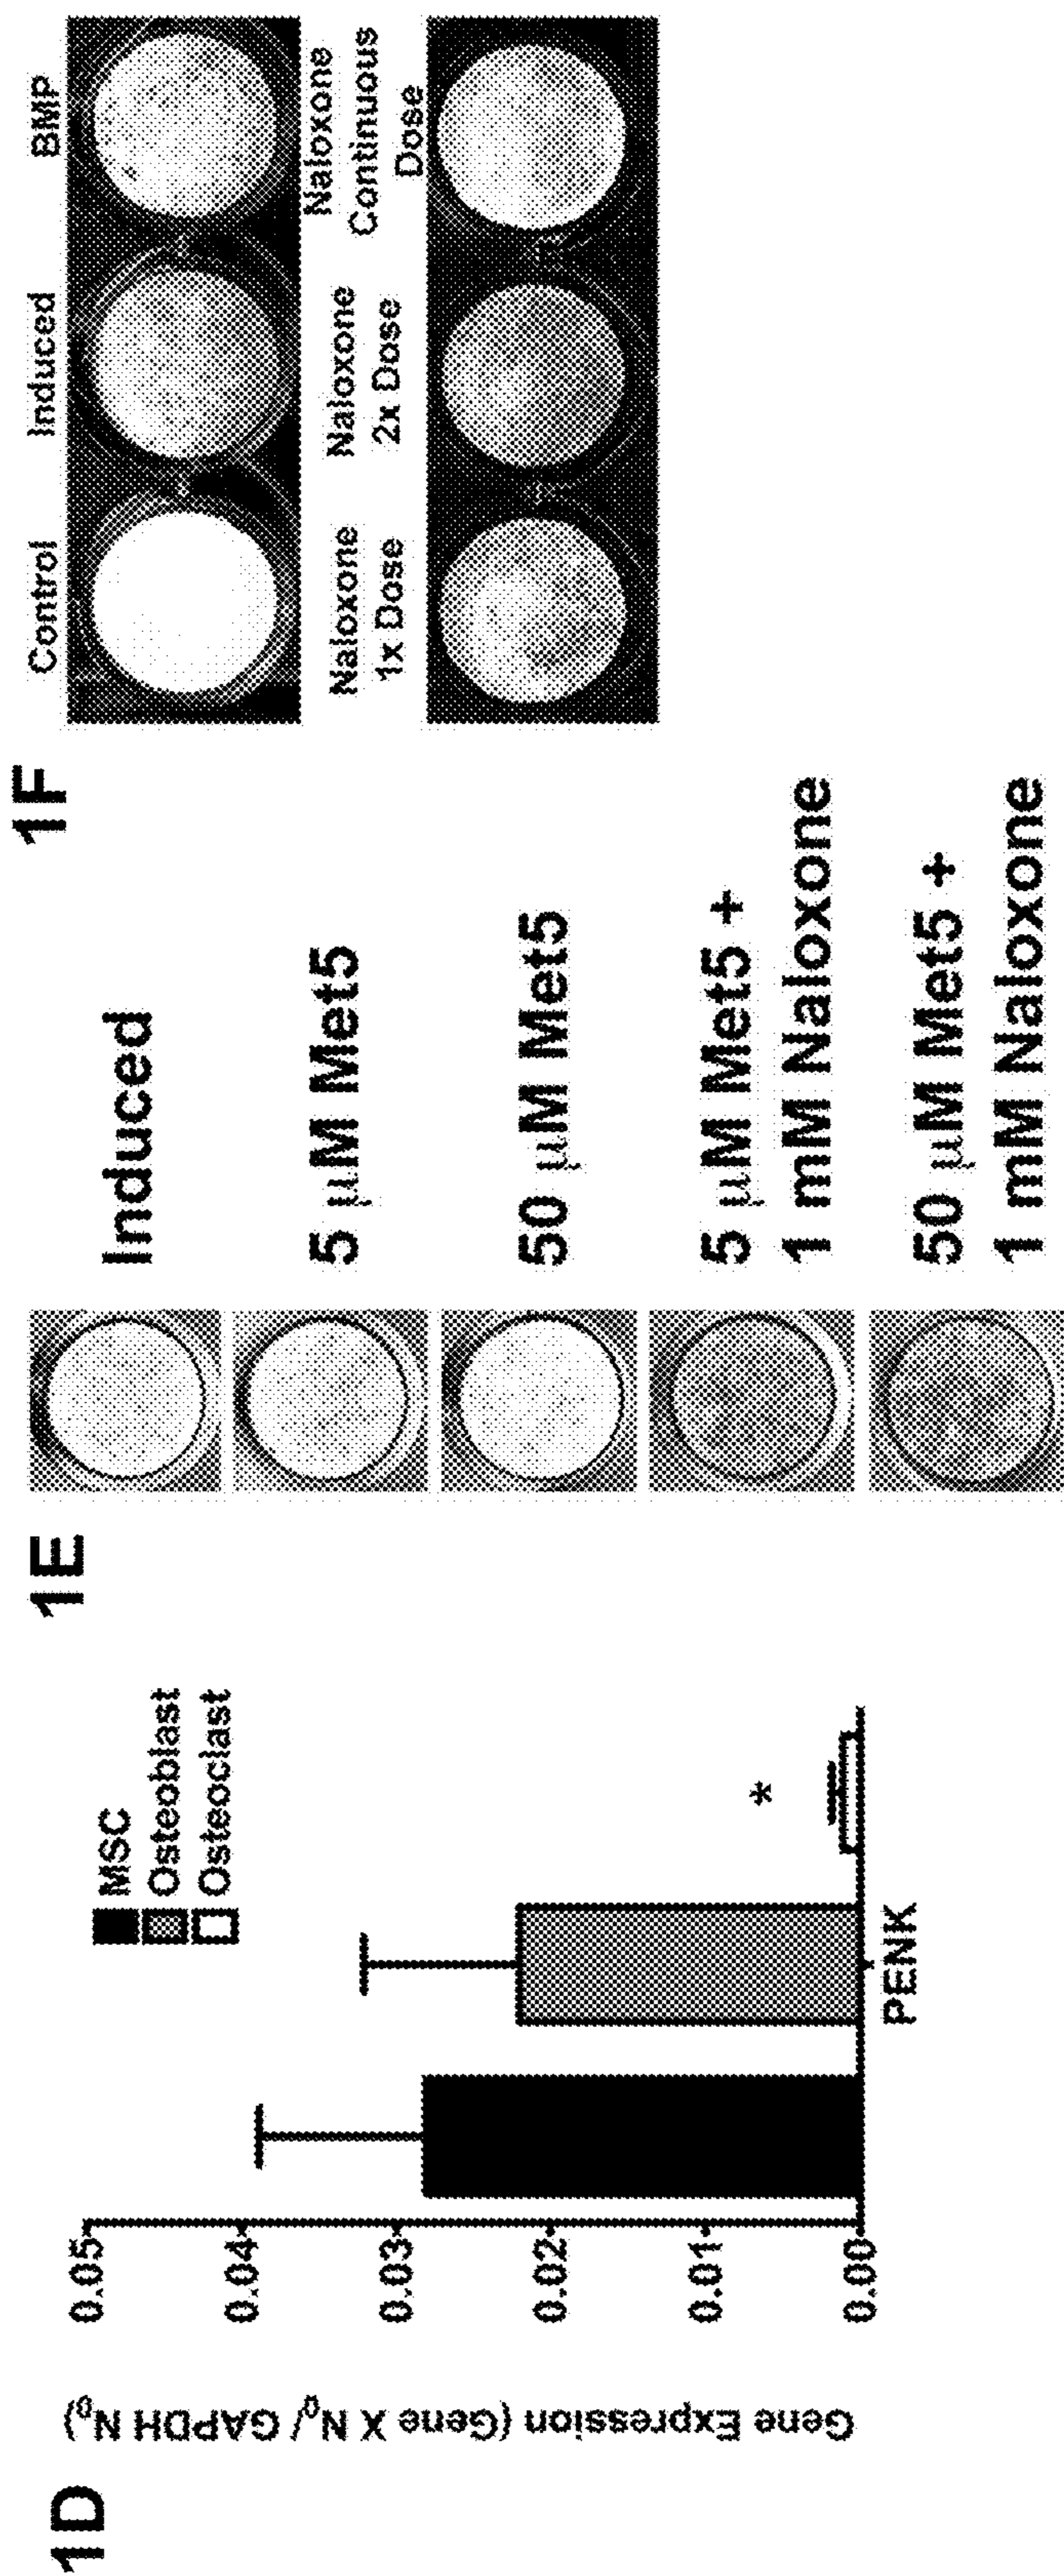 1D
Gene Expression (Gene X N₀/ GAPDH N₀)
0.05
0.04
0.03
0.02
0.01
0.00
MSC
Osteoblast
Osteoclast
*
PENK
1E
Induced
5 μM Met5
50 μM Met5
5 μM Met5 +
1 mM Naloxone
50 μM Met5 +
1 mM Naloxone
1F
Control
Induced
BMP
Naloxone
1x Dose
Naloxone
2x Dose
Naloxone
Continuous
Dose